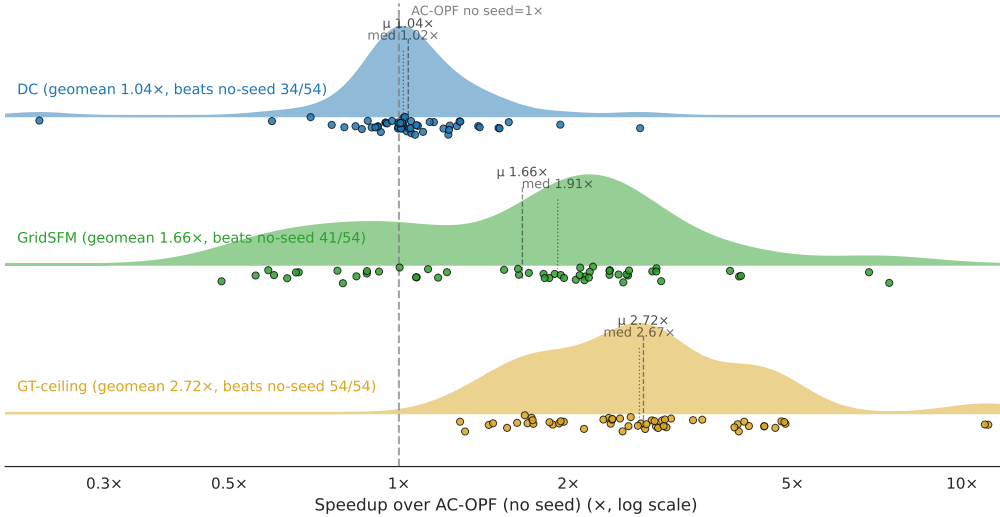 AC-OPF no seed=1×
μ 1.04×
med 1.02×
DC (geomean 1.04×, beats no-seed 34/54)
μ 1.66×
med 1.91×
GridSFM (geomean 1.66×, beats no-seed 41/54)
μ 2.72×
med 2.67×
GT-ceiling (geomean 2.72×, beats no-seed 54/54)
0.3× 0.5× 1× 2× 5× 10×
Speedup over AC-OPF (no seed) (×, log scale)